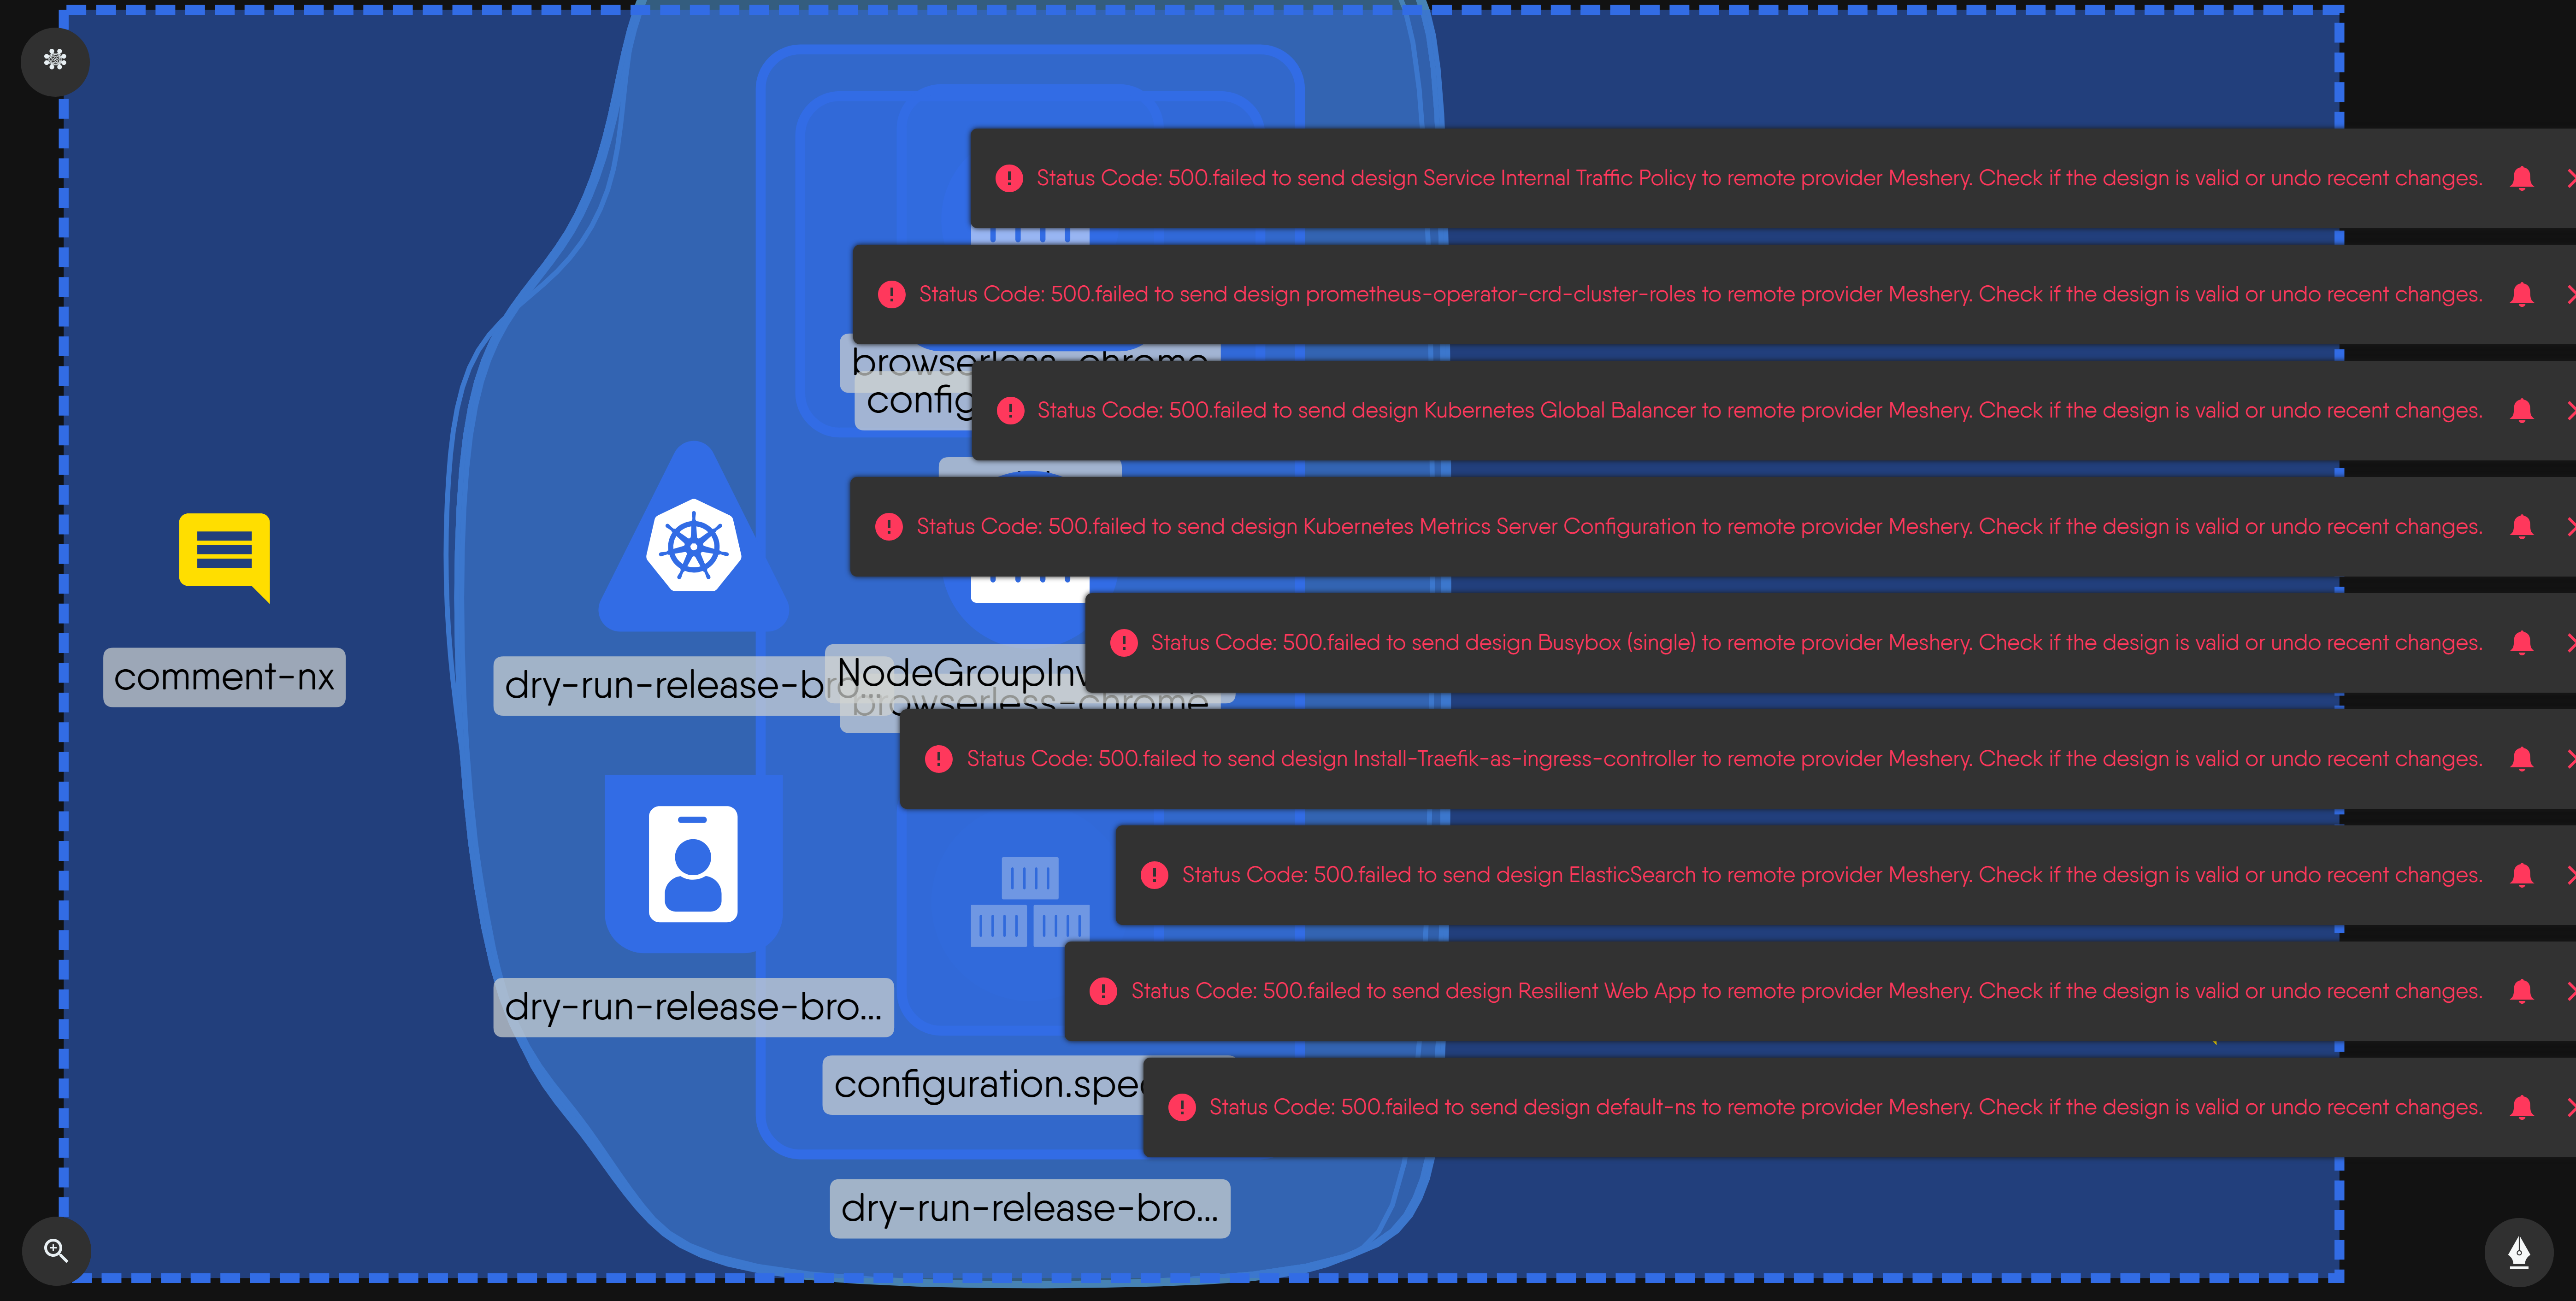 Status Code: 500.failed to send design Service Internal Traffic Policy to remote provider Meshery. Check if the design is valid or undo recent changes.
Status Code: 500.failed to send design prometheus-operator-crd-cluster-roles to remote provider Meshery. Check if the design is valid or undo recent changes.
browserless-chrome
config
Status Code: 500.failed to send design Kubernetes Global Balancer to remote provider Meshery. Check if the design is valid or undo recent changes.
Status Code: 500.failed to send design Kubernetes Metrics Server Configuration to remote provider Meshery. Check if the design is valid or undo recent changes.
Status Code: 500.failed to send design Busybox (single) to remote provider Meshery. Check if the design is valid or undo recent changes.
comment-nx
dry-run-release-bro...
NodeGroupInv
browserless-chrome
Status Code: 500.failed to send design Install-Traefik-as-ingress-controller to remote provider Meshery. Check if the design is valid or undo recent changes.
Status Code: 500.failed to send design ElasticSearch to remote provider Meshery. Check if the design is valid or undo recent changes.
Status Code: 500.failed to send design Resilient Web App to remote provider Meshery. Check if the design is valid or undo recent changes.
dry-run-release-bro...
configuration.spec
Status Code: 500.failed to send design default-ns to remote provider Meshery. Check if the design is valid or undo recent changes.
dry-run-release-bro...